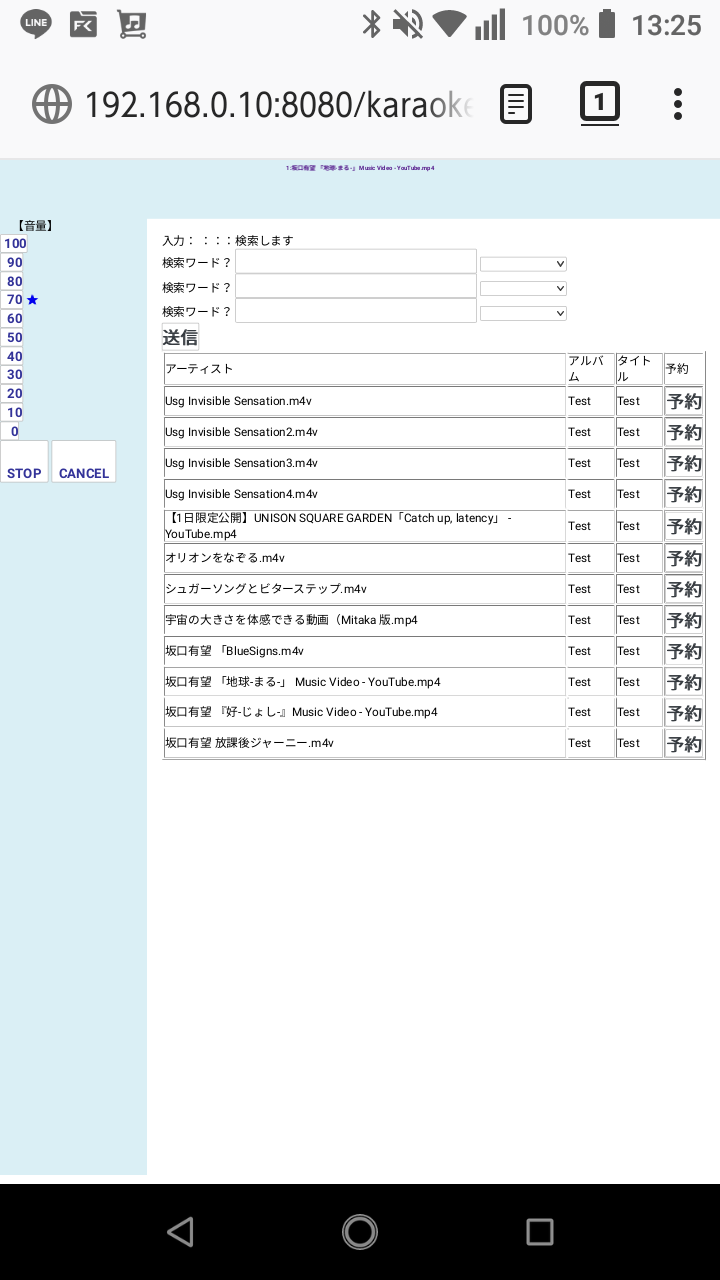 LINE
100% 13:25
192.168.0.10:8080/karaoke
1
1:坂口有望 『地球-まる-』 Music Video - YouTube.mp4
【音量】
100
90
80
70 ★
60
50
40
30
20
10
0
STOP CANCEL
入力： ：：：検索します
検索ワード？
検索ワード？
検索ワード？
送信
アーティスト アルバム タイトル 予約
Usg Invisible Sensation.m4v Test Test 予約
Usg Invisible Sensation2.m4v Test Test 予約
Usg Invisible Sensation3.m4v Test Test 予約
Usg Invisible Sensation4.m4v Test Test 予約
【1日限定公開】UNISON SQUARE GARDEN「Catch up, latency」 -
YouTube.mp4 Test Test 予約
オリオンをなぞる.m4v Test Test 予約
シュガーソングとビターステップ.m4v Test Test 予約
宇宙の大きさを体感できる動画（Mitaka 版.mp4 Test Test 予約
坂口有望 「BlueSigns.m4v Test Test 予約
坂口有望 「地球-まる-」 Music Video - YouTube.mp4 Test Test 予約
坂口有望 『好-じょし-』Music Video - YouTube.mp4 Test Test 予約
坂口有望 放課後ジャーニー.m4v Test Test 予約